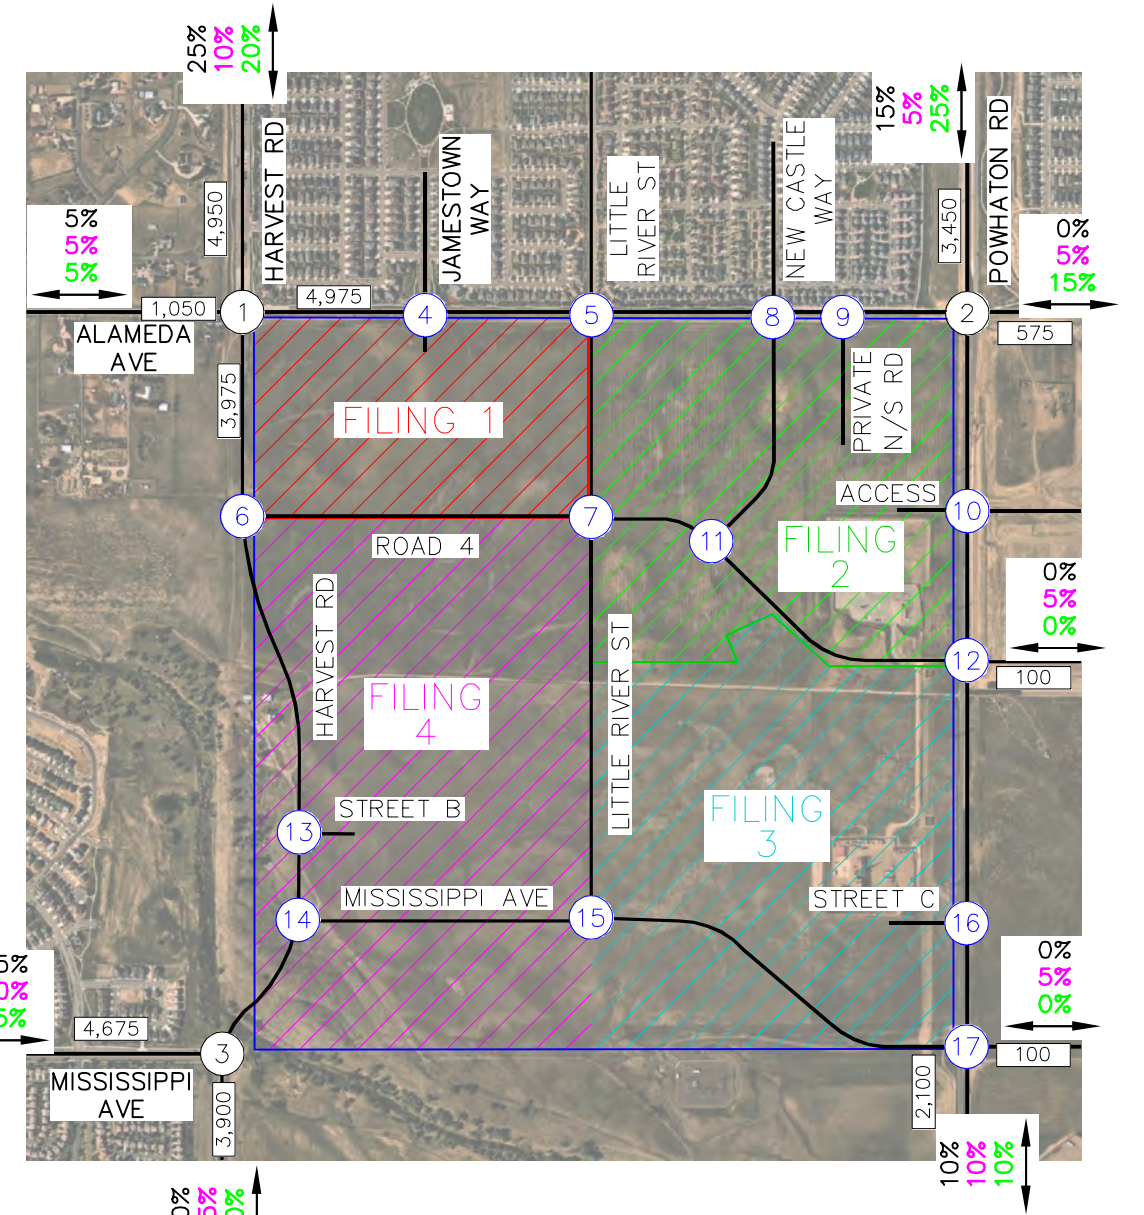 25%
10%
20%
15%
5%
25%
HARVEST RD
JAMESTOWN
WAY
LITTLE
RIVER ST
NEW CASTLE
WAY
POWHATON RD
4,950
3,450
5%
5%
5%
0%
5%
15%
1,050
1
4,975
4
5
8
9
2
575
ALAMEDA
AVE
3,975
PRIVATE
N/S RD
FILING 1
ACCESS
6
7
10
ROAD 4
11
FILING
2
0%
5%
0%
HARVEST RD
LITTLE RIVER ST
12
100
FILING
4
STREET B
FILING
3
13
MISSISSIPPI AVE
STREET C
14
15
16
0%
5%
0%
4,675
3
17
100
MISSISSIPPI
AVE
3,900
2,100
10%
10%
10%